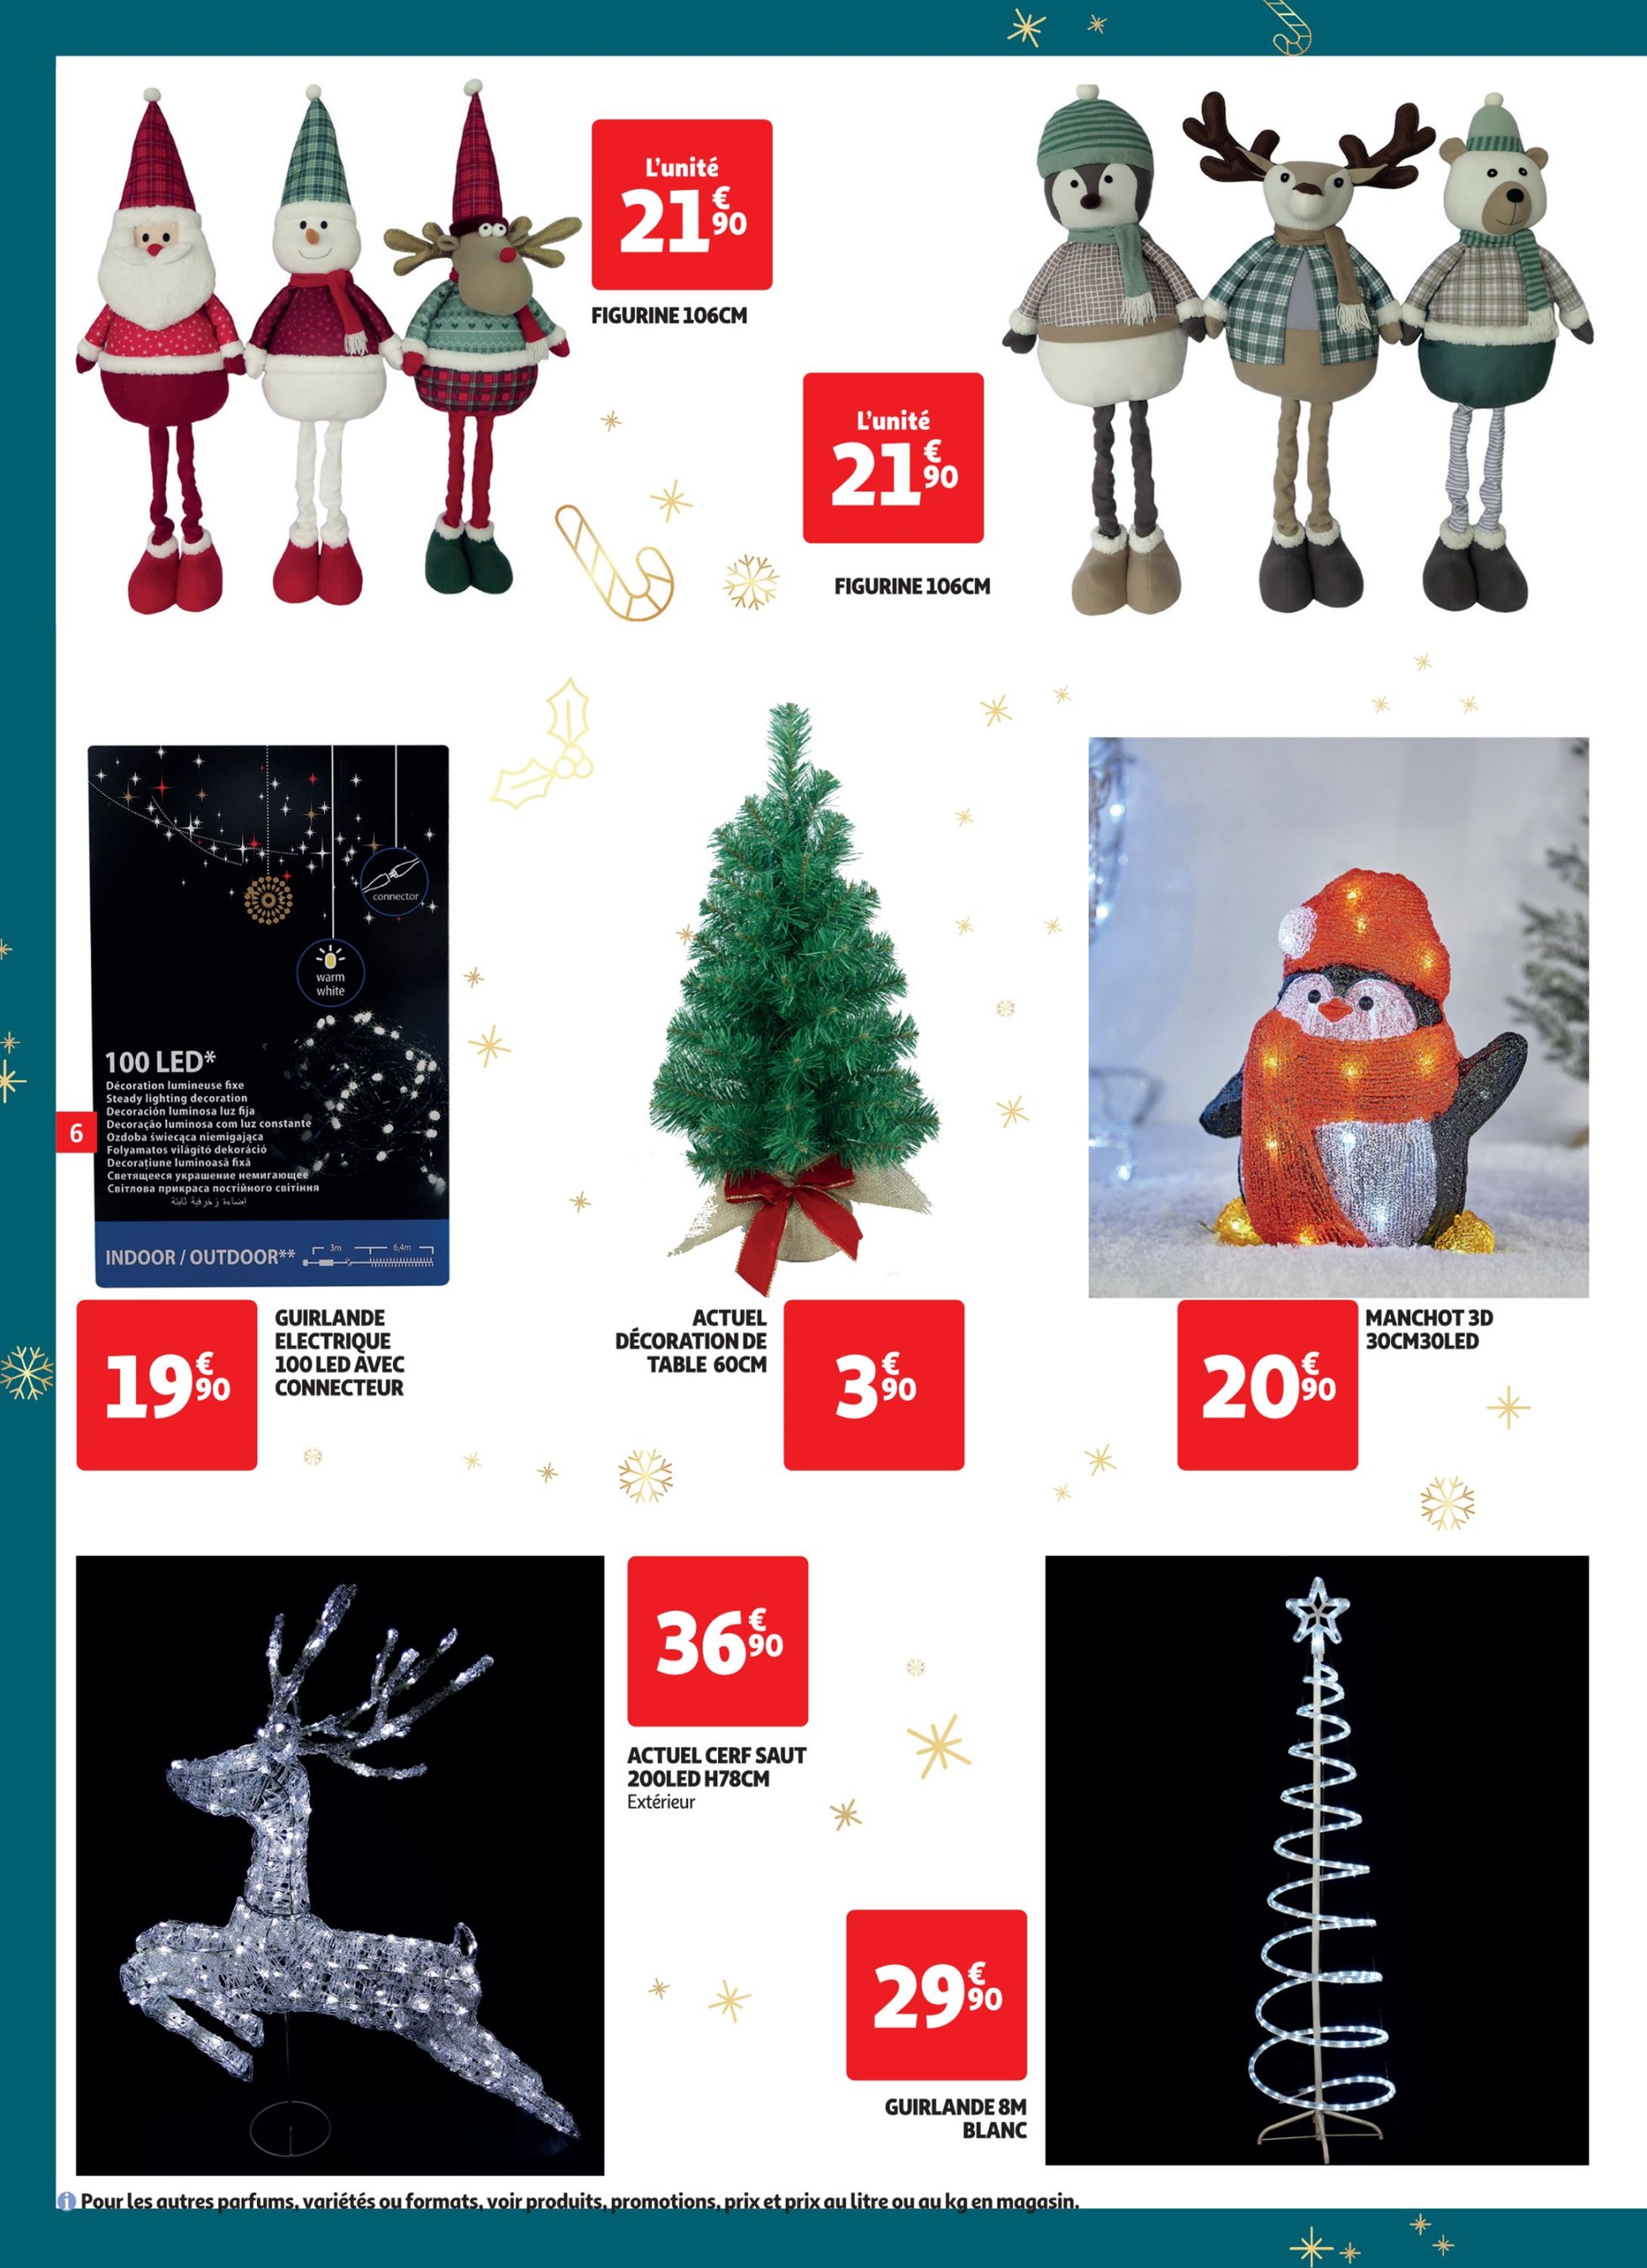 L'unité
21€90
FIGURINE 106CM
L'unité
21€90
FIGURINE 106CM
connector
warm
white
100 LED*
Décoration lumineuse fixe
Steady lighting decoration
Decoración luminosa luz fija
Decoração luminosa com luz constante
Ozdoba świecąca niemigająca
Folyamatos világító dekoráció
Decorațiune luminoasă fixă
Светящееся украшение немигающее
Світлова прикраса постійного світіння
إضاءة زخرفية ثابتة
INDOOR / OUTDOOR**
3m
6,4m
6
19€90
GUIRLANDE
ELECTRIQUE
100 LED AVEC
CONNECTEUR
ACTUEL
DÉCORATION DE
TABLE 60CM
3€90
20€90
MANCHOT 3D
30CM30LED
36€90
ACTUEL CERF SAUT
200LED H78CM
Extérieur
29€90
GUIRLANDE 8M
BLANC
i Pour les autres parfums, variétés ou formats, voir produits, promotions, prix et prix au litre ou au kg en magasin.